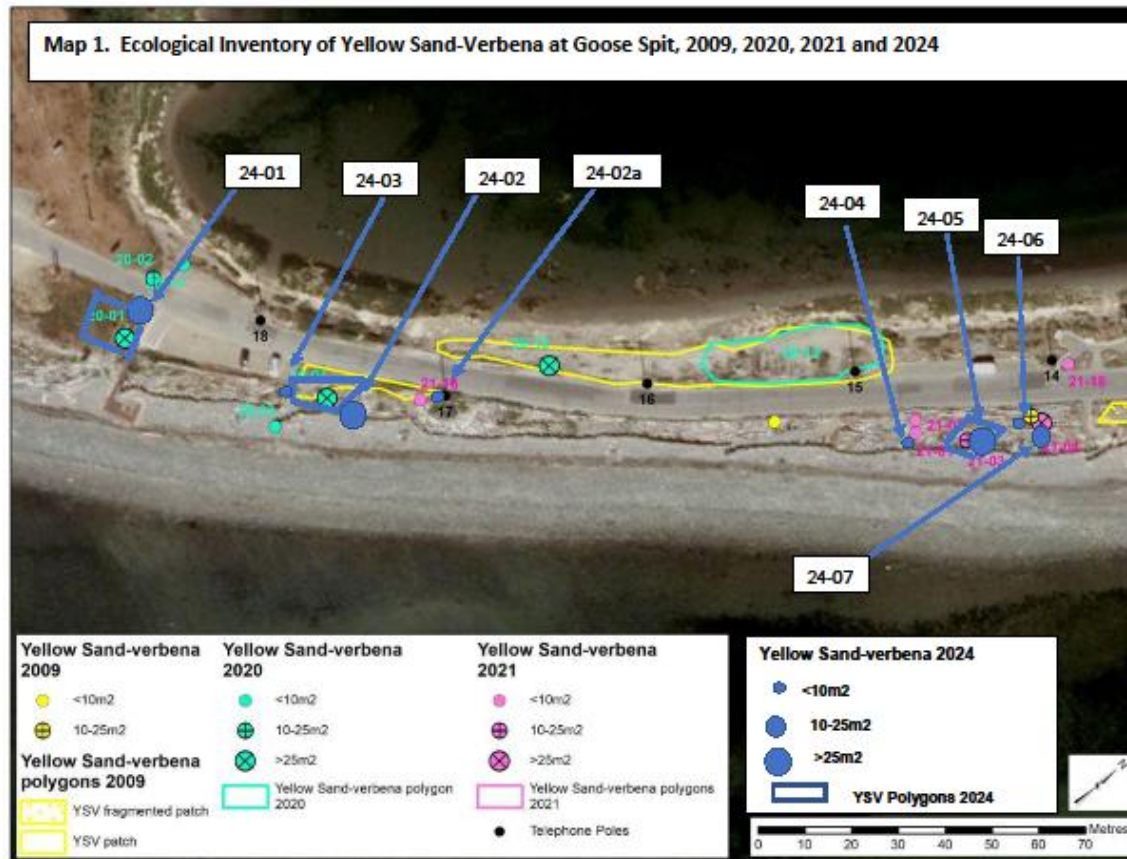 Map 1. Ecological Inventory of Yellow Sand-Verbena at Goose Spit, 2009, 2020, 2021 and 2024
24-01
24-03
24-02
24-02a
24-04
24-05
24-06
20-02
20-01
18
17
16
15
14
21-18
21-03
24-07
Yellow Sand-verbena
2009
<10m2
10-25m2
Yellow Sand-verbena
polygons 2009
YSV fragmented patch
YSV patch
Yellow Sand-verbena
2020
<10m2
10-25m2
>25m2
Yellow Sand-verbena polygon
2020
Yellow Sand-verbena
2021
<10m2
10-25m2
>25m2
Yellow Sand-verbena polygons
2021
Telephone Poles
Yellow Sand-verbena 2024
<10m2
10-25m2
>25m2
YSV Polygons 2024
N
Metres
0 10 20 30 40 50 60 70